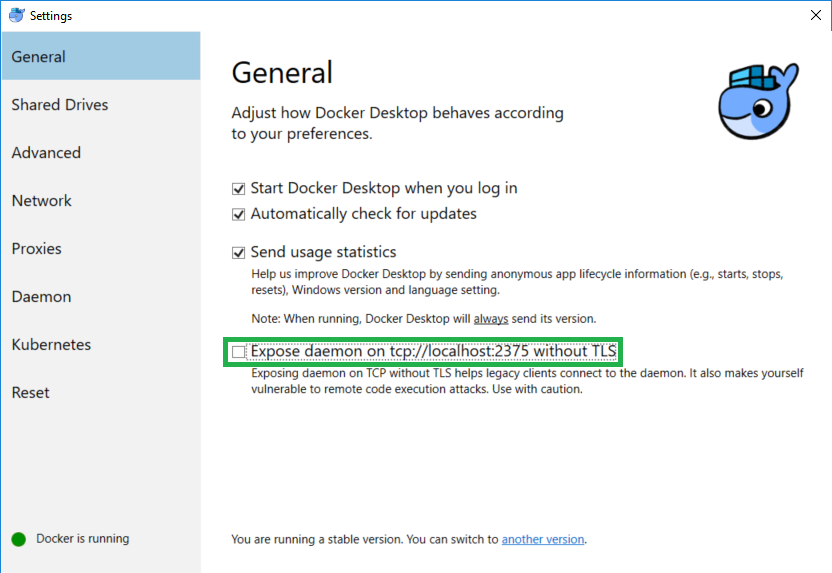 Settings
General
Shared Drives
Advanced
Network
Proxies
Daemon
Kubernetes
Reset
Docker is running
General
Adjust how Docker Desktop behaves according
to your preferences.
Start Docker Desktop when you log in
Automatically check for updates
Send usage statistics
Help us improve Docker Desktop by sending anonymous app lifecycle information (e.g., starts, stops,
resets), Windows version and language setting.
Note: When running, Docker Desktop will always send its version.
Expose daemon on tcp://localhost:2375 without TLS
Exposing daemon on TCP without TLS helps legacy clients connect to the daemon. It also makes yourself
vulnerable to remote code execution attacks. Use with caution.
You are running a stable version. You can switch to another version.